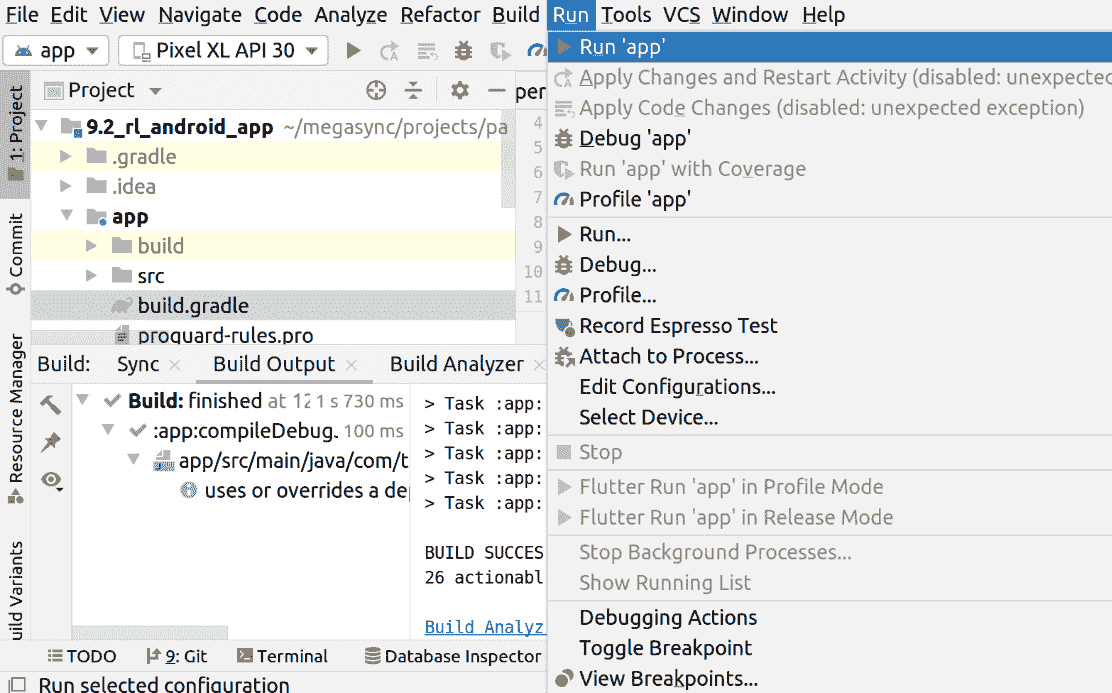 File Edit View Navigate Code Analyze Refactor Build Run Tools VCS Window Help
app Pixel XL API 30
Project
1: Project
Commit
Resource Manager
9.2_rl_android_app ~/megasync/projects/pa
.gradle
.idea
app
build
src
build.gradle
proguard-rules.pro
per
4
5
6
7
8
9
10
11
Build: Sync Build Output Build Analyzer
Build: finished at 12 1 s 730 ms
:app:compileDebug. 100 ms
app/src/main/java/com/t
uses or overrides a dep
> Task :app:
> Task :app:
> Task :app:
> Task :app:
> Task :app:
BUILD SUCCES
26 actionabl
Build Analyz
uild Variants
Run 'app'
Apply Changes and Restart Activity (disabled: unexpected
Apply Code Changes (disabled: unexpected exception)
Debug 'app'
Run 'app' with Coverage
Profile 'app'
Run...
Debug...
Profile...
Record Espresso Test
Attach to Process...
Edit Configurations...
Select Device...
Stop
Flutter Run 'app' in Profile Mode
Flutter Run 'app' in Release Mode
Stop Background Processes...
Show Running List
Debugging Actions
Toggle Breakpoint
View Breakpoints...
TODO 9: Git Terminal Database Inspector
Run selected configuration